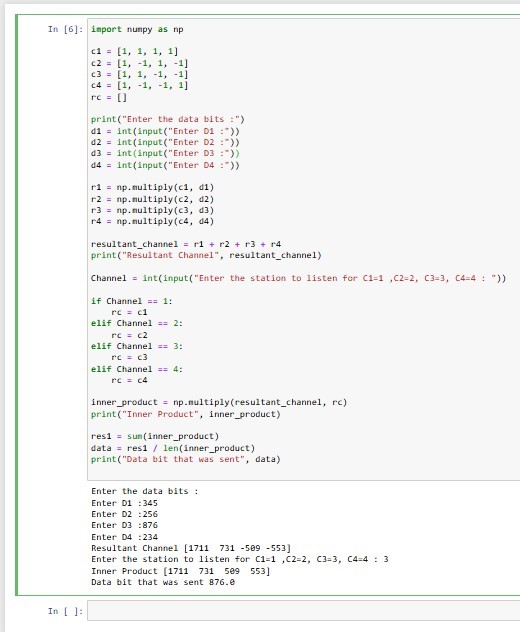 In [6]: import numpy as np
c1 = [1, 1, 1, 1]
c2 = [1, -1, 1, -1]
c3 = [1, 1, -1, -1]
c4 = [1, -1, -1, 1]
rc = []
print("Enter the data bits :")
d1 = int(input("Enter D1 :"))
d2 = int(input("Enter D2 :"))
d3 = int(input("Enter D3 :"))
d4 = int(input("Enter D4 :"))
r1 = np.multiply(c1, d1)
r2 = np.multiply(c2, d2)
r3 = np.multiply(c3, d3)
r4 = np.multiply(c4, d4)
resultant_channel = r1 + r2 + r3 + r4
print("Resultant Channel", resultant_channel)
Channel = int(input("Enter the station to listen for C1=1 ,C2=2, C3=3, C4=4 : "))
if Channel == 1:
    rc = c1
elif Channel == 2:
    rc = c2
elif Channel == 3:
    rc = c3
elif Channel == 4:
    rc = c4
inner_product = np.multiply(resultant_channel, rc)
print("Inner Product", inner_product)
res1 = sum(inner_product)
data = res1 / len(inner_product)
print("Data bit that was sent", data)
Enter the data bits :
Enter D1 :345
Enter D2 :256
Enter D3 :876
Enter D4 :234
Resultant Channel [1711  731 -509 -553]
Enter the station to listen for C1=1 ,C2=2, C3=3, C4=4 : 3
Inner Product [1711  731  509  553]
Data bit that was sent 876.0
In [ ]: